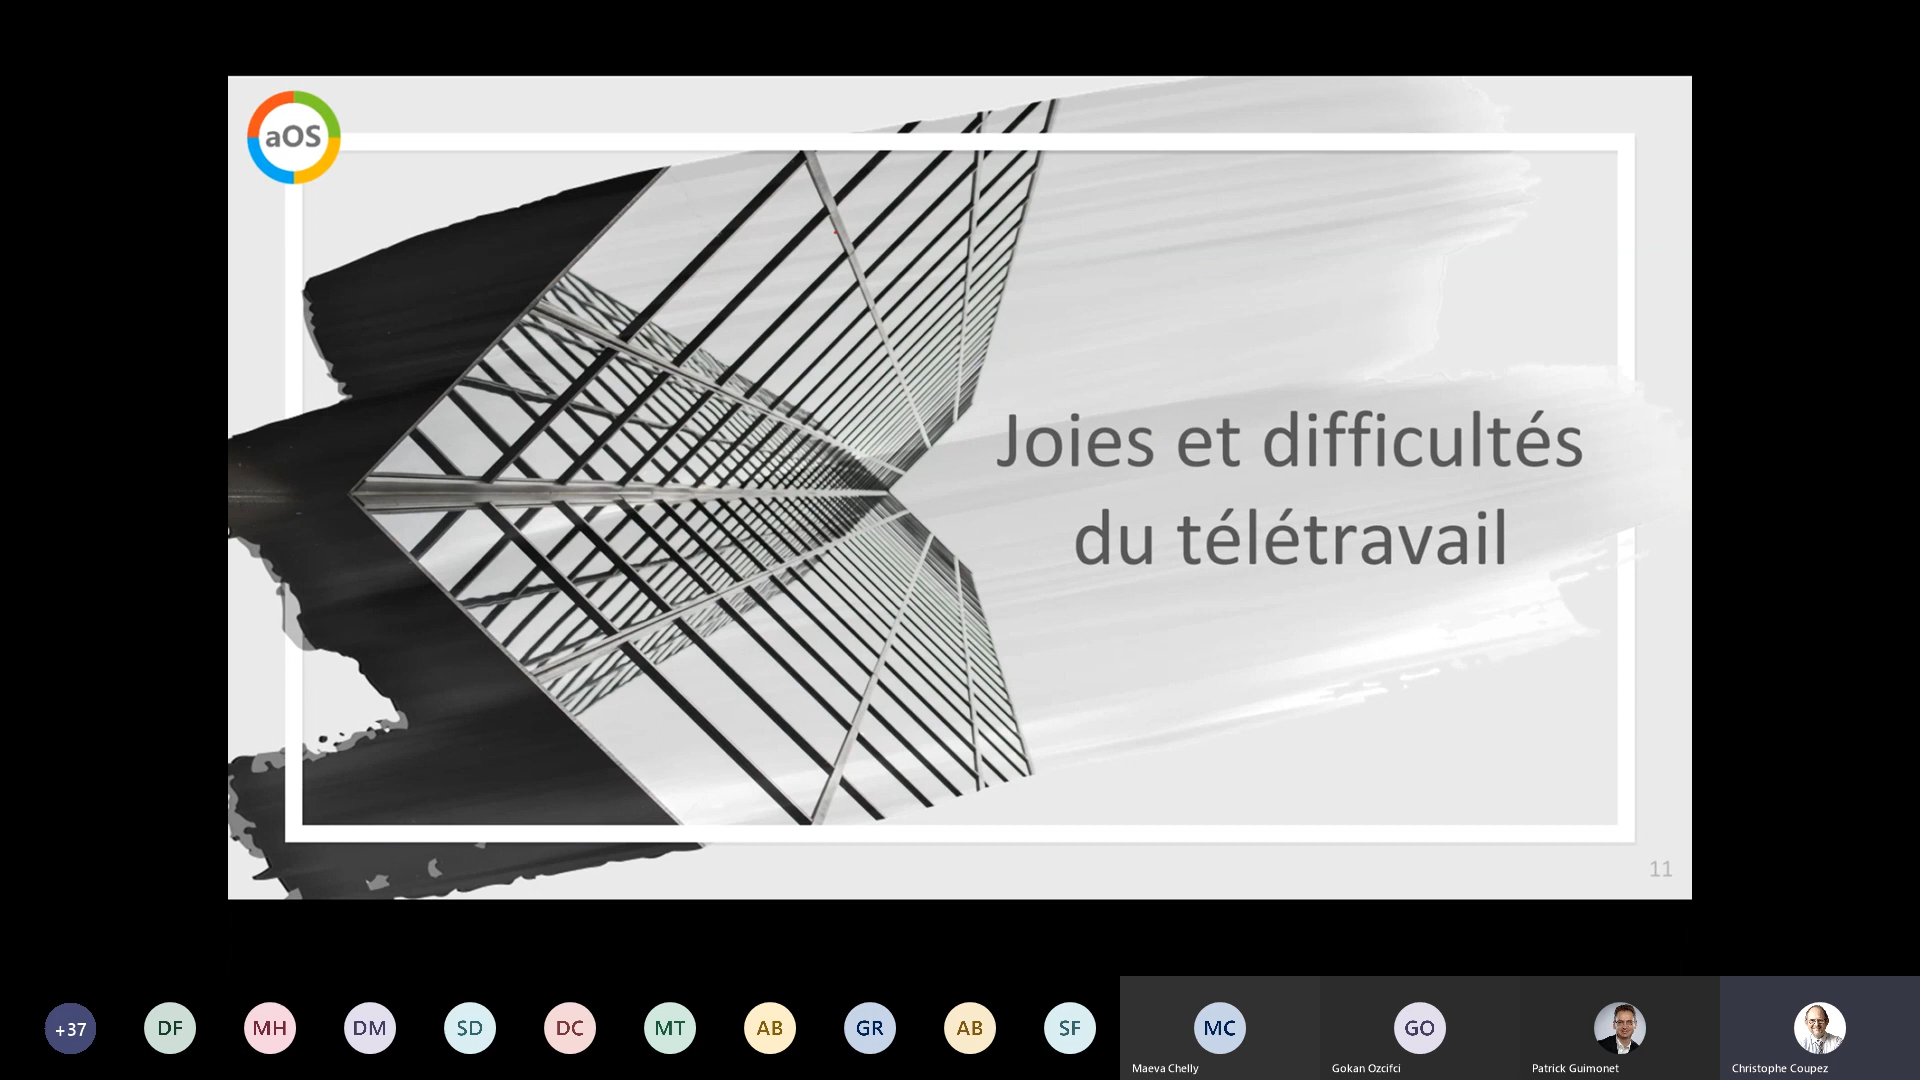 aOS
Joies et difficultés
du télétravail
11
+37
DF
MH
DM
SD
DC
MT
AB
GR
AB
SF
MC
GO
Maeva Chelly
Gokan Ozcifci
Patrick Guimonet
Christophe Coupez